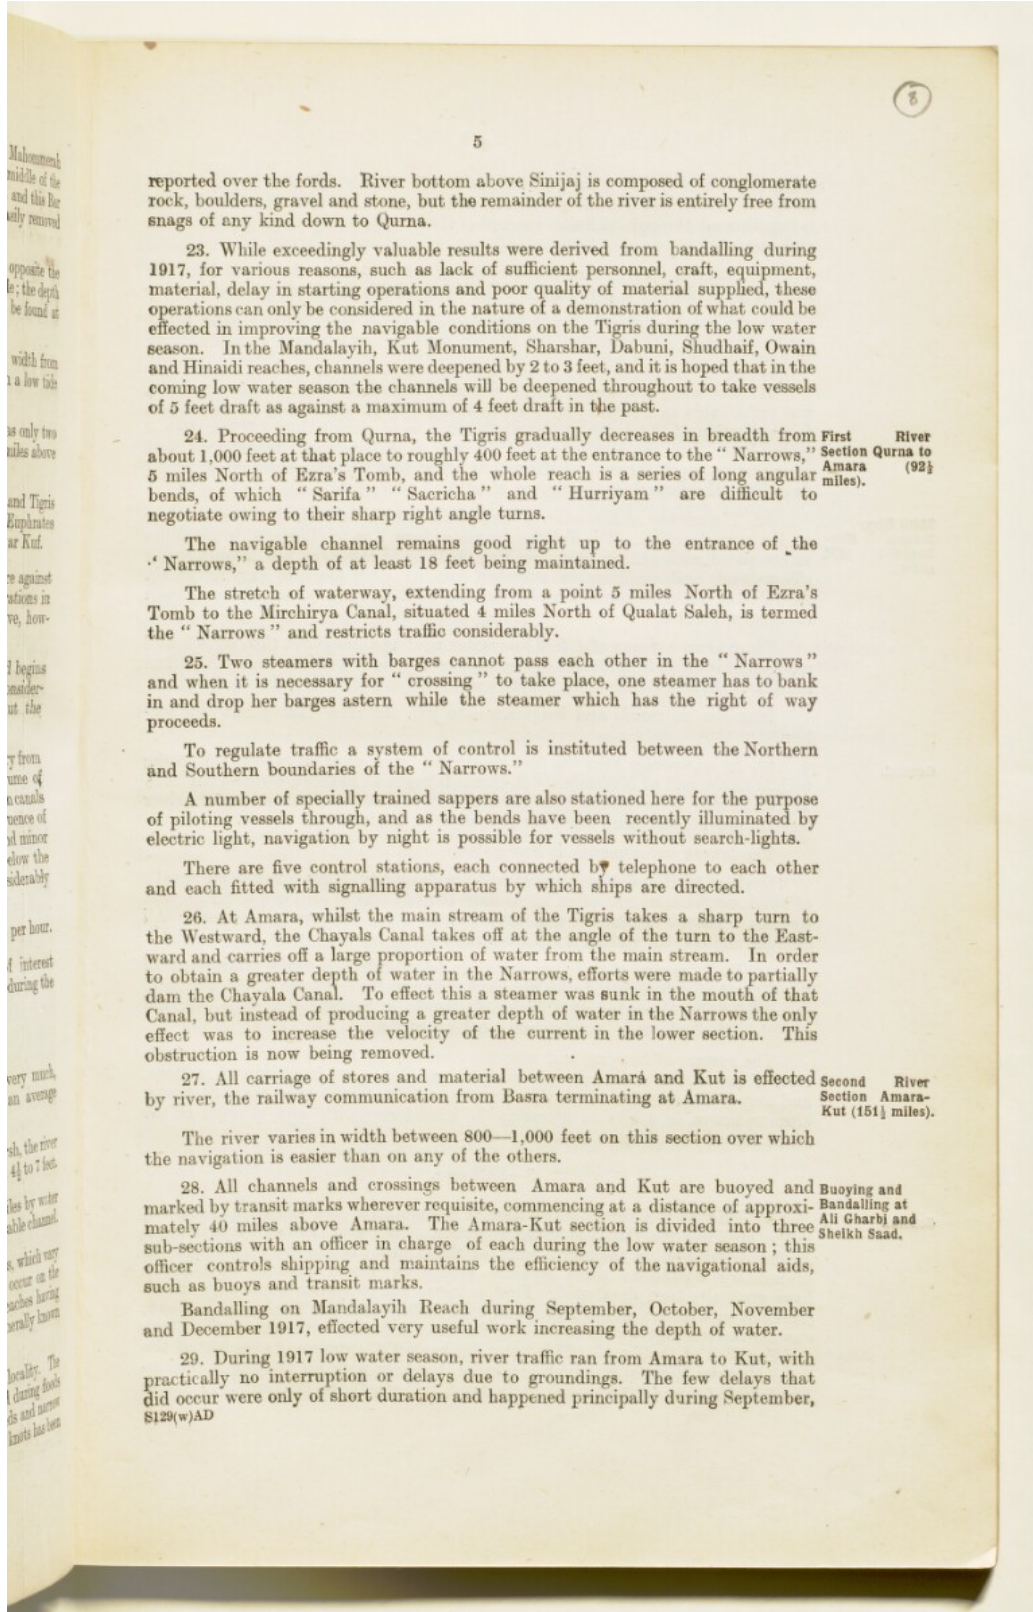 8
5
reported over the fords. River bottom above Sinijaj is composed of conglomerate
rock, boulders, gravel and stone, but the remainder of the river is entirely free from
snags of any kind down to Qurna.
23. While exceedingly valuable results were derived from bandalling during
1917, for various reasons, such as lack of sufficient personnel, craft, equipment,
material, delay in starting operations and poor quality of material supplied, these
operations can only be considered in the nature of a demonstration of what could be
effected in improving the navigable conditions on the Tigris during the low water
season. In the Mandalayih, Kut Monument, Sharshar, Dabuni, Shudhaif, Owain
and Hinaidi reaches, channels were deepened by 2 to 3 feet, and it is hoped that in the
coming low water season the channels will be deepened throughout to take vessels
of 5 feet draft as against a maximum of 4 feet draft in the past.
24. Proceeding from Qurna, the Tigris gradually decreases in breadth from
about 1,000 feet at that place to roughly 400 feet at the entrance to the “ Narrows,”
5 miles North of Ezra's Tomb, and the whole reach is a series of long angular
bends, of which “ Sarifa ” “ Sacricha ” and “ Hurriyam ” are difficult to
negotiate owing to their sharp right angle turns.
First River
Section Qurna to
Amara (92½
miles).
The navigable channel remains good right up to the entrance of the
“ Narrows,” a depth of at least 18 feet being maintained.
The stretch of waterway, extending from a point 5 miles North of Ezra's
Tomb to the Mirchirya Canal, situated 4 miles North of Qualat Saleh, is termed
the “ Narrows ” and restricts traffic considerably.
25. Two steamers with barges cannot pass each other in the “ Narrows ”
and when it is necessary for “ crossing ” to take place, one steamer has to bank
in and drop her barges astern while the steamer which has the right of way
proceeds.
To regulate traffic a system of control is instituted between the Northern
and Southern boundaries of the “ Narrows.”
A number of specially trained sappers are also stationed here for the purpose
of piloting vessels through, and as the bends have been recently illuminated by
electric light, navigation by night is possible for vessels without search-lights.
There are five control stations, each connected by telephone to each other
and each fitted with signalling apparatus by which ships are directed.
26. At Amara, whilst the main stream of the Tigris takes a sharp turn to
the Westward, the Chayals Canal takes off at the angle of the turn to the East-
ward and carries off a large proportion of water from the main stream. In order
to obtain a greater depth of water in the Narrows, efforts were made to partially
dam the Chayala Canal. To effect this a steamer was sunk in the mouth of that
Canal, but instead of producing a greater depth of water in the Narrows the only
effect was to increase the velocity of the current in the lower section. This
obstruction is now being removed.
27. All carriage of stores and material between Amara and Kut is effected
by river, the railway communication from Basra terminating at Amara.
Second River
Section Amara-
Kut (151½ miles).
The river varies in width between 800—1,000 feet on this section over which
the navigation is easier than on any of the others.
28. All channels and crossings between Amara and Kut are buoyed and
marked by transit marks wherever requisite, commencing at a distance of approxi-
mately 40 miles above Amara. The Amara-Kut section is divided into three
sub-sections with an officer in charge of each during the low water season ; this
officer controls shipping and maintains the efficiency of the navigational aids,
such as buoys and transit marks.
Buoying and
Bandalling at
Ali Gharbi and
Sheikh Saad.
Bandalling on Mandalayih Reach during September, October, November
and December 1917, effected very useful work increasing the depth of water.
29. During 1917 low water season, river traffic ran from Amara to Kut, with
practically no interruption or delays due to groundings. The few delays that
did occur were only of short duration and happened principally during September,
S129(w)AD